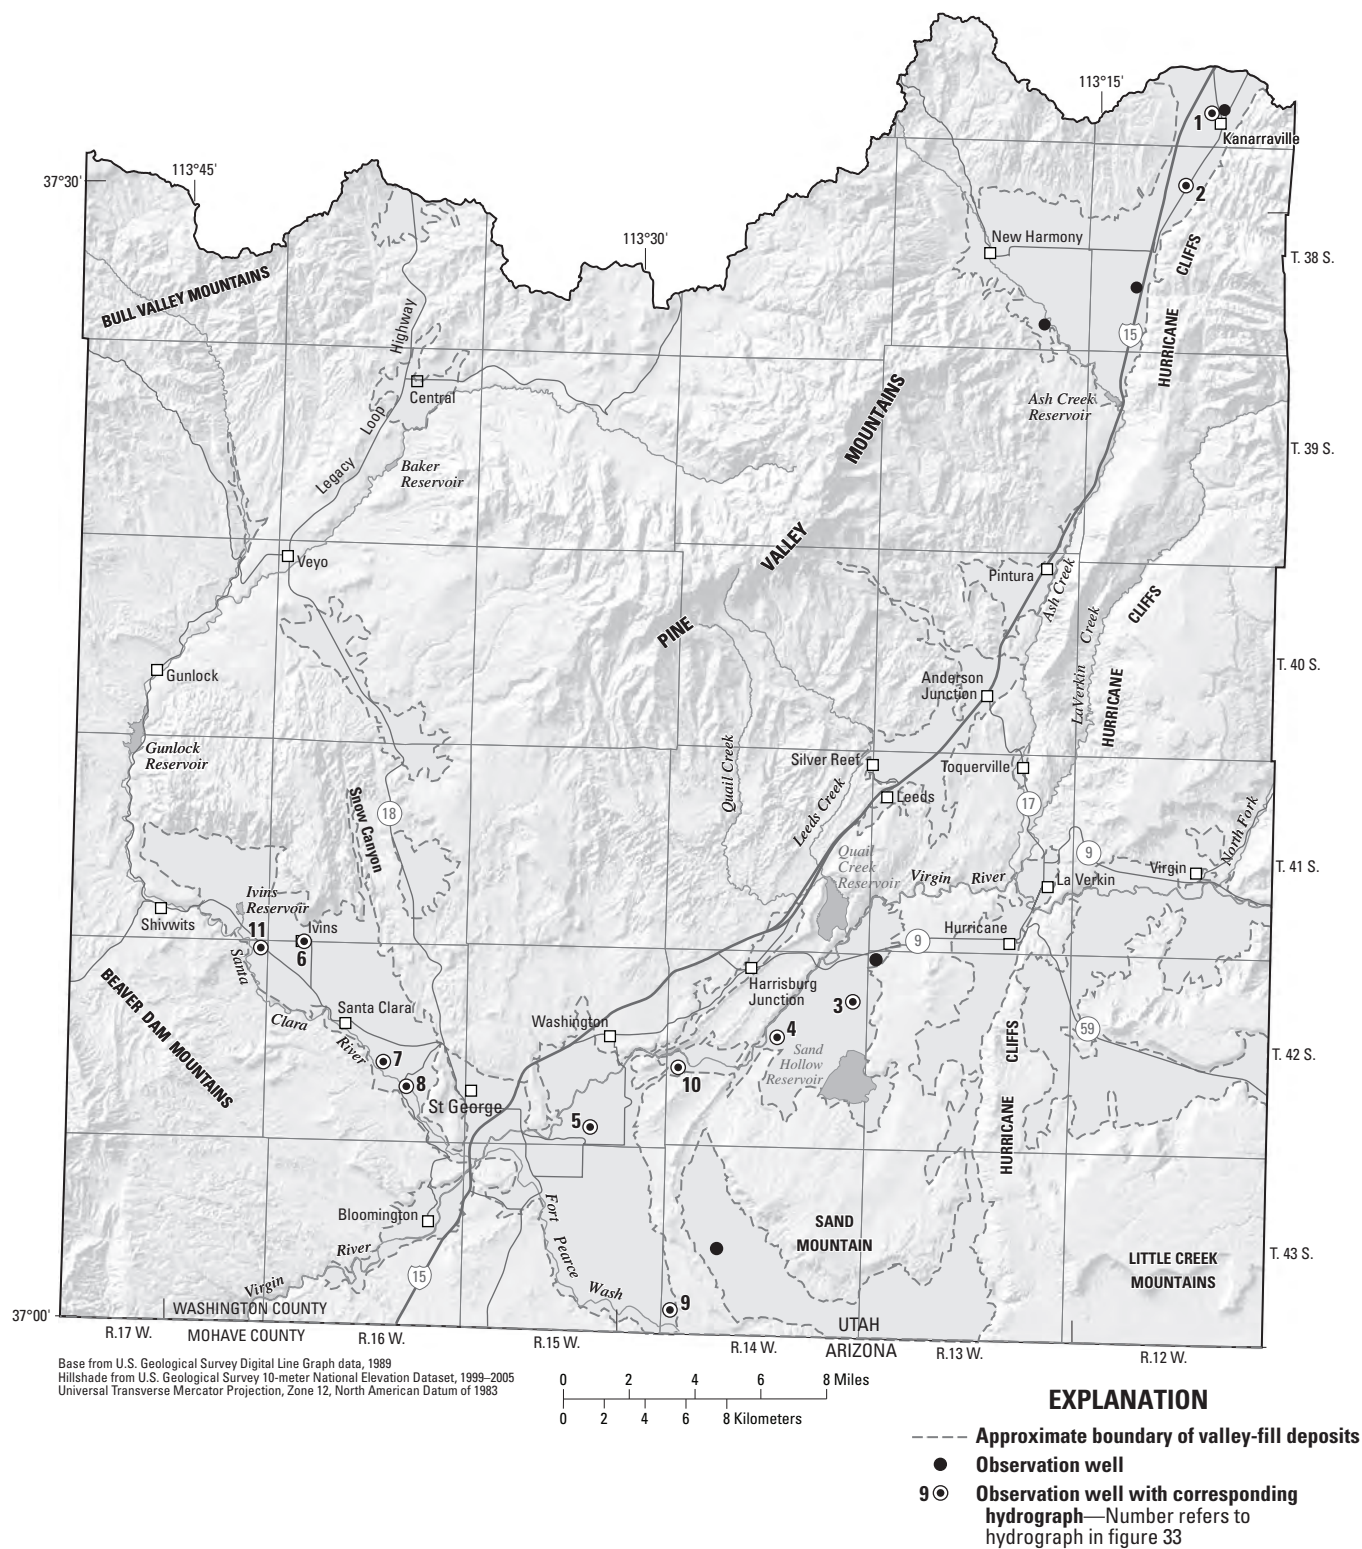 113°15'
1
Kanarraville
37°30'
113°45'
2
113°30'
New Harmony
CLIFFS
T. 38 S.
BULL VALLEY MOUNTAINS
Highway
15
HURRICANE
Central
Loop
MOUNTAINS
Ash Creek
Reservoir
T. 39 S.
Legacy
Baker
Reservoir
VALLEY
Veyo
Pintura
Ash Creek
PINE
Creek
CLIFFS
Gunlock
T. 40 S.
Anderson
Junction
LaVerkin
HURRICANE
Gunlock
Reservoir
Quail Creek
Silver Reef
Toquerville
Snow Canyon
18
Leeds Creek
Leeds
17
North Fork
Quail
Creek
Reservoir
9
Virgin River
La Verkin
Virgin
T. 41 S.
Ivins
Reservoir
Shivwits
11
Ivins
6
Hurricane
9
Santa
Clara
River
BEAVER DAM MOUNTAINS
Harrisburg
Junction
Santa Clara
Washington
3
4
59
CLIFFS
Sand
Hollow
Reservoir
T. 42 S.
7
8
10
St George
5
HURRICANE
Bloomington
Fort
Pearce
Wash
SAND
MOUNTAIN
Virgin
River
15
LITTLE CREEK
MOUNTAINS
T. 43 S.
9
37°00'
WASHINGTON COUNTY
MOHAVE COUNTY
UTAH
ARIZONA
R.17 W.
R.16 W.
R.15 W.
R.14 W.
R.13 W.
R.12 W.
Base from U.S. Geological Survey Digital Line Graph data, 1989
Hillshade from U.S. Geological Survey 10-meter National Elevation Dataset, 1999–2005
Universal Transverse Mercator Projection, Zone 12, North American Datum of 1983
0 2 4 6 8 Miles
0 2 4 6 8 Kilometers
EXPLANATION
Approximate boundary of valley-fill deposits
Observation well
9 Observation well with corresponding
hydrograph—Number refers to
hydrograph in figure 33